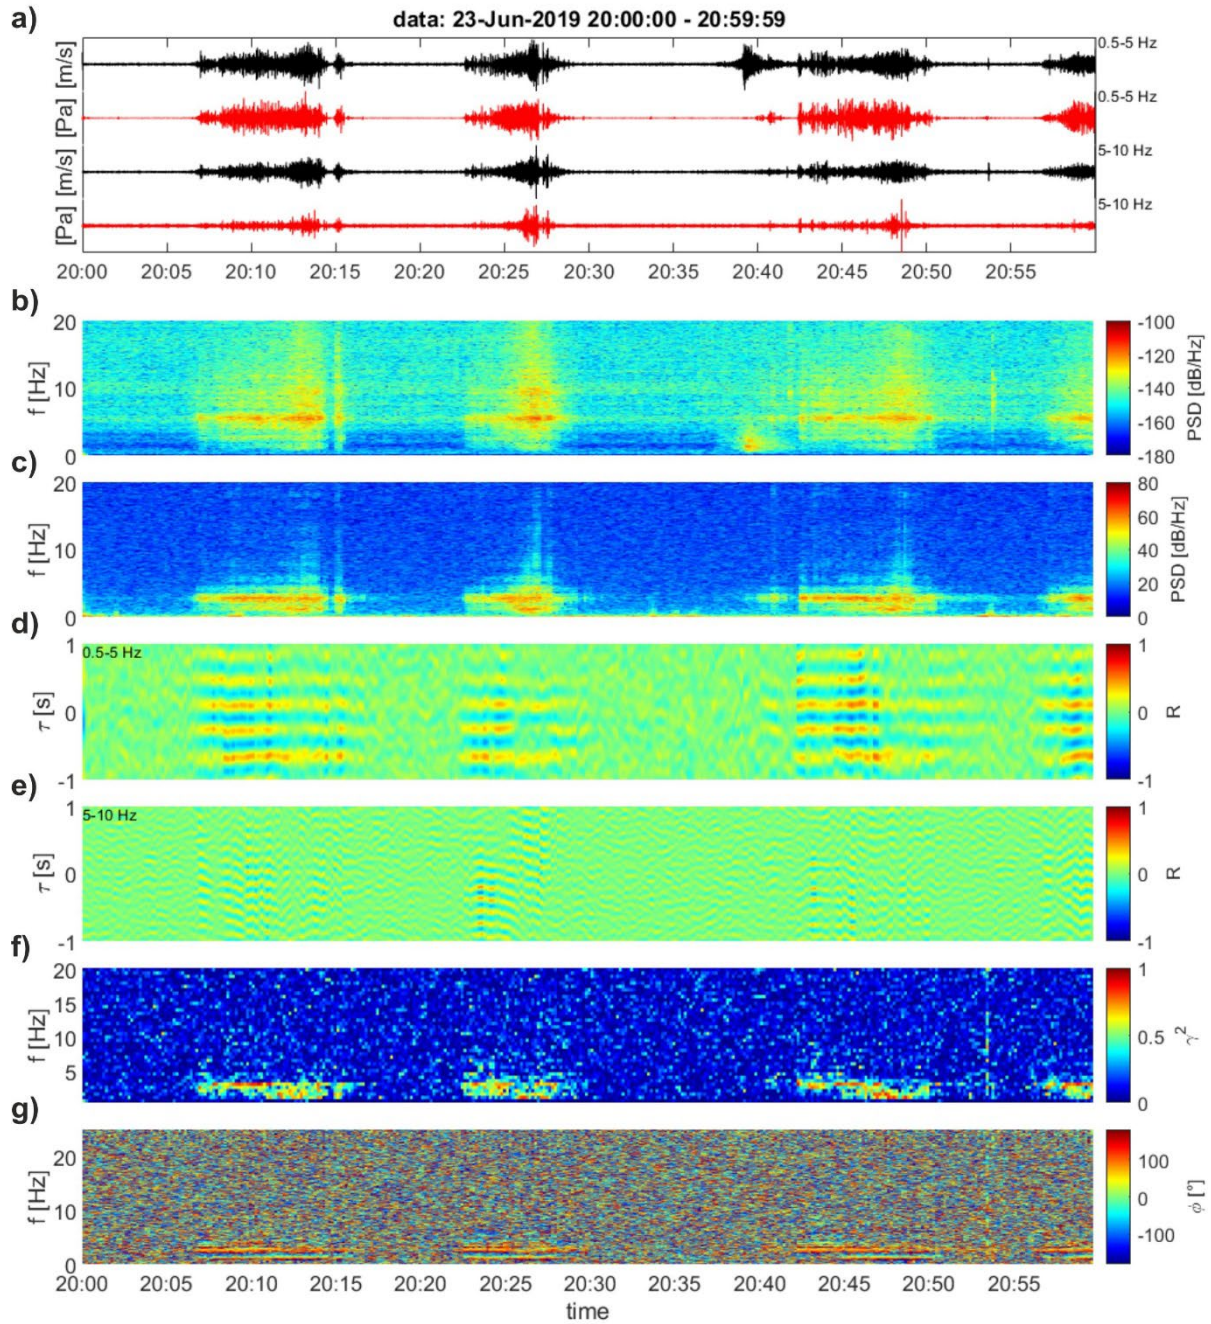 a)
data: 23-Jun-2019 20:00:00 - 20:59:59
[m/s]
0.5-5 Hz
[Pa]
0.5-5 Hz
[m/s]
5-10 Hz
[Pa]
5-10 Hz
20:00 20:05 20:10 20:15 20:20 20:25 20:30 20:35 20:40 20:45 20:50 20:55
b)
f [Hz]
20
10
0
-100
-120
-140
-160
-180
PSD [dB/Hz]
c)
f [Hz]
20
10
0
80
60
40
20
0
PSD [dB/Hz]
d)
0.5-5 Hz
τ [s]
1
0
-1
1
0
-1
R
e)
5-10 Hz
τ [s]
1
0
-1
1
0
-1
R
f)
f [Hz]
20
15
10
5
1
0.5
0
γ²
g)
f [Hz]
20
10
0
100
0
-100
ϕ [°]
20:00 20:05 20:10 20:15 20:20 20:25 20:30 20:35 20:40 20:45 20:50 20:55
time